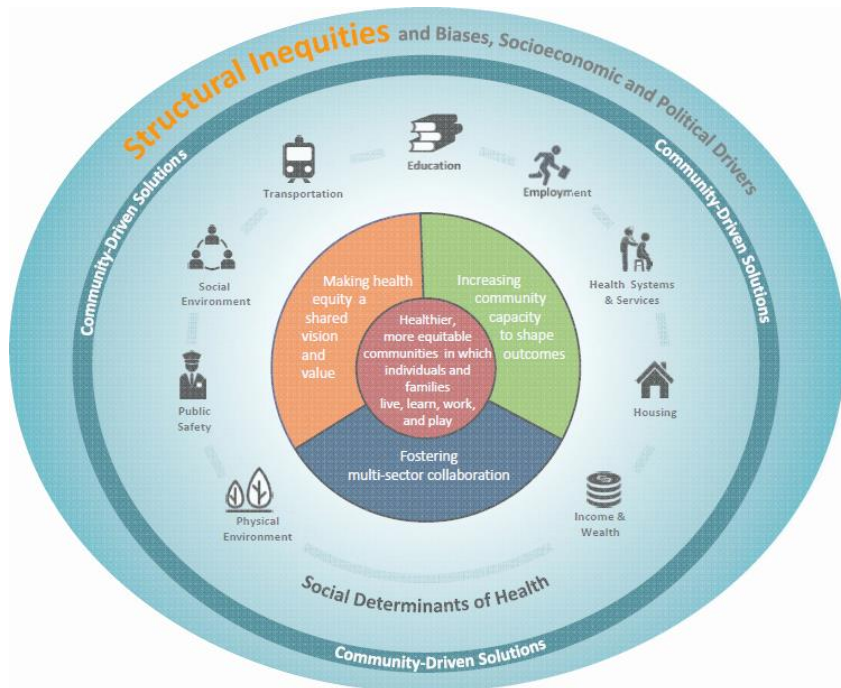 Structural Inequities and Biases, Socioeconomic and Political Drivers
Community-Driven Solutions
Community-Driven Solutions
Education
Transportation
Employment
Social
Environment
Health Systems
& Services
Public
Safety
Housing
Physical
Environment
Income &
Wealth
Making health
equity a
shared
vision
and
value
Increasing
community
capacity
to shape
outcomes
Healthier,
more equitable
communities in which
individuals and
families
live, learn, work,
and play
Fostering
multi-sector collaboration
Social Determinants of Health
Community-Driven Solutions